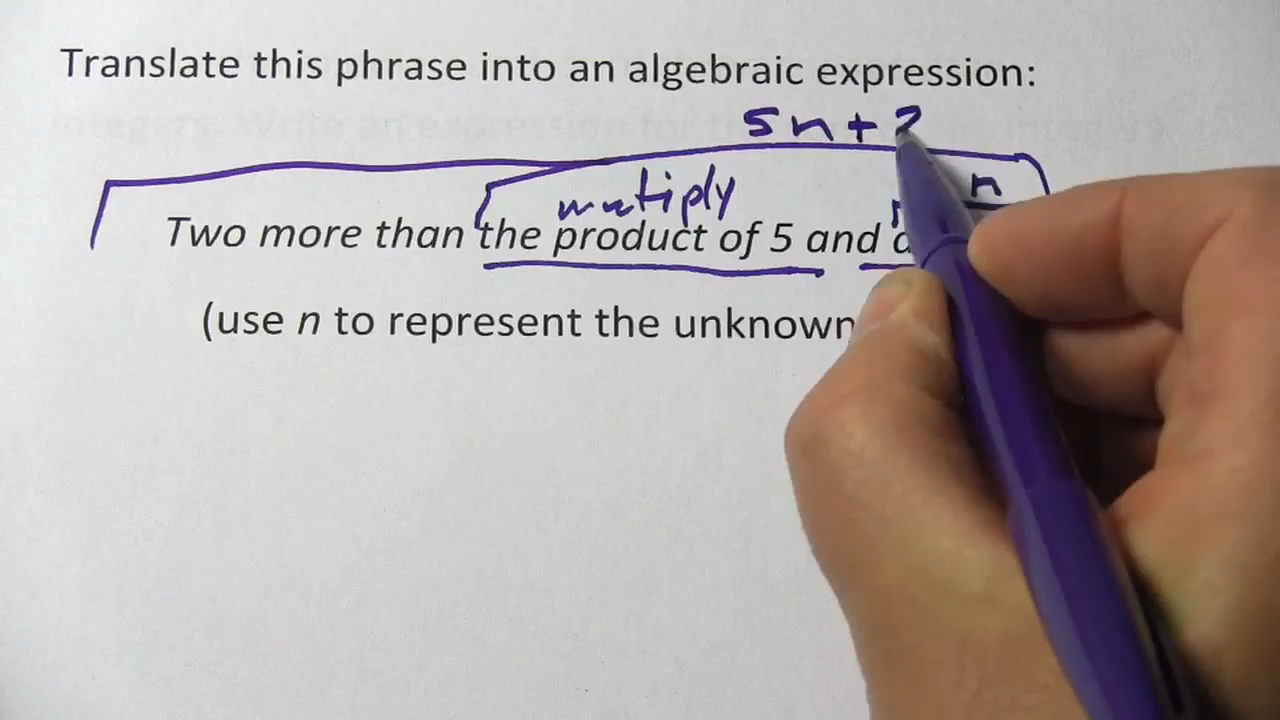 Translate this phrase into an algebraic expression:
5n+2
multiply n
Two more than the product of 5 and
(use n to represent the unknown